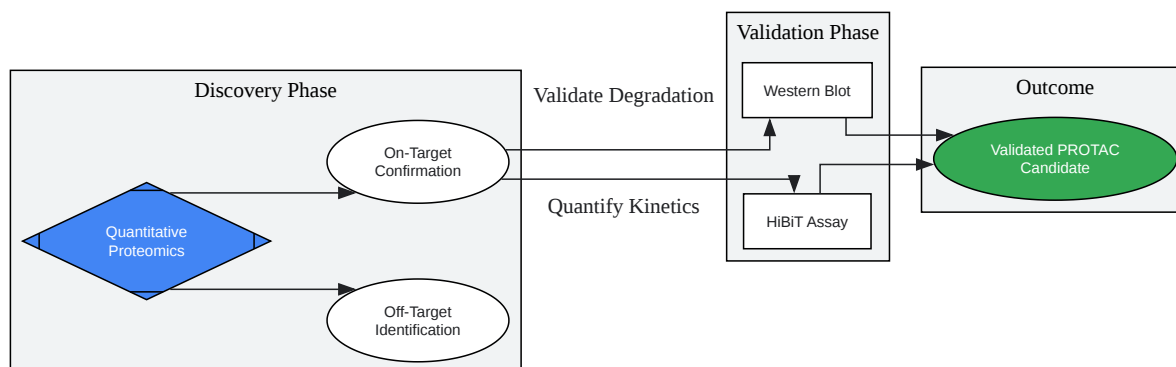 Discovery Phase
Quantitative
Proteomics
On-Target
Confirmation
Off-Target
Identification
Validate Degradation
Quantify Kinetics
Validation Phase
Western Blot
HiBiT Assay
Outcome
Validated PROTAC
Candidate